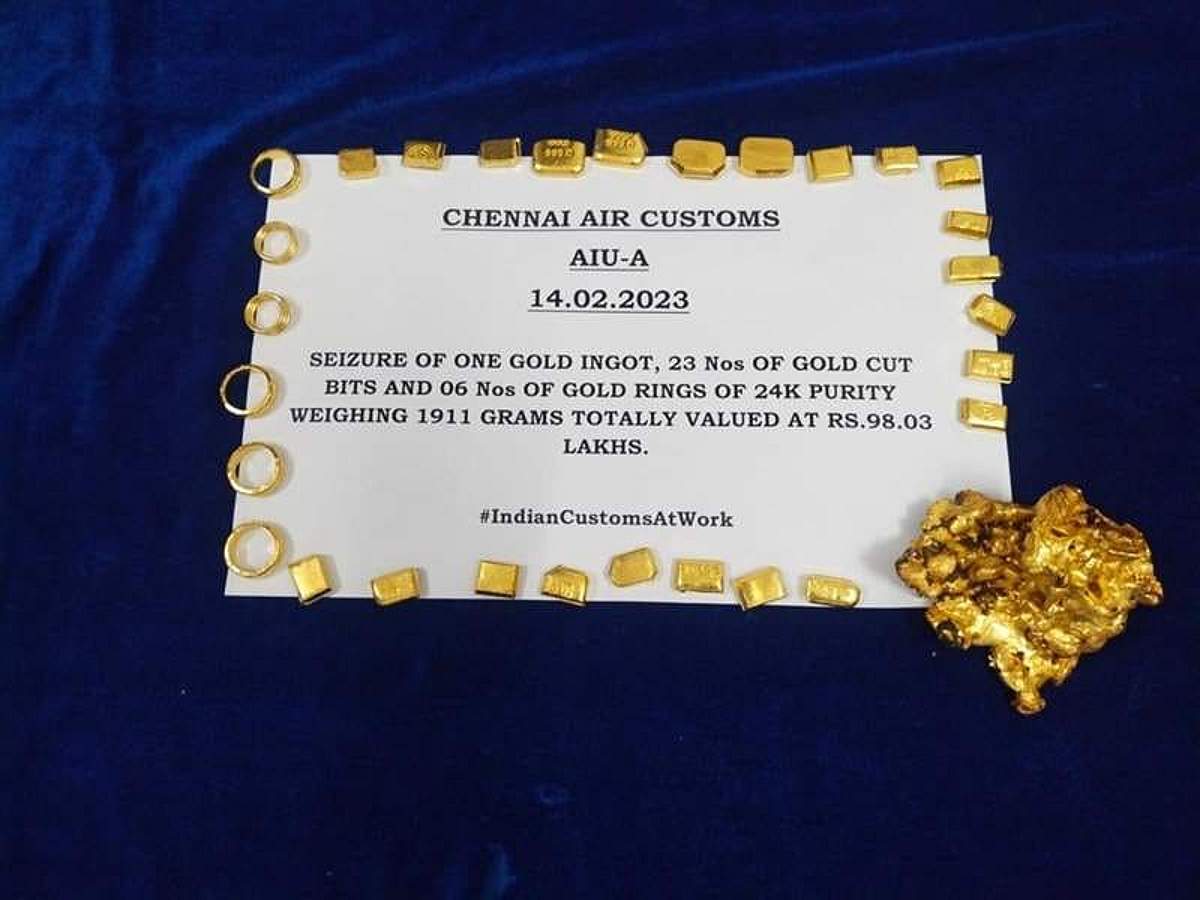 CHENNAI AIR CUSTOMS
AIU-A
14.02.2023
SEIZURE OF ONE GOLD INGOT, 23 Nos OF GOLD CUT
BITS AND 06 Nos OF GOLD RINGS OF 24K PURITY
WEIGHING 1911 GRAMS TOTALLY VALUED AT RS.98.03
LAKHS.
#IndianCustomsAtWork